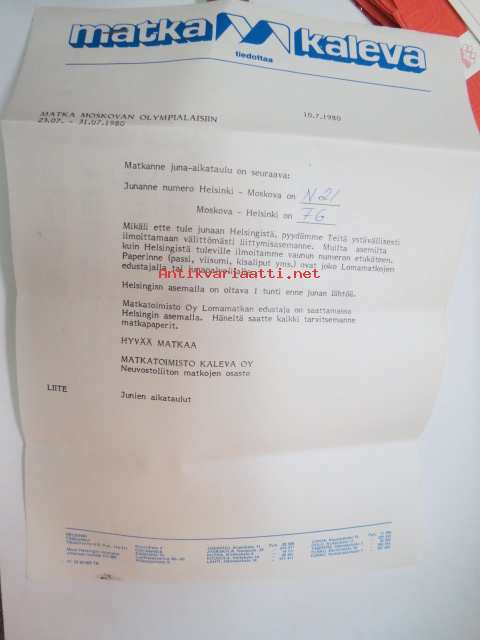 matka kaleva
tiedottaa
MATKA MOSKOVAN OLYMPIALAISIIN 10.7.1980
23.07. - 31.07.1980
Matkanne juna-aikataulu on seuraava:
Junanne numero Helsinki - Moskova on N 21
Moskova - Helsinki on 7G
Mikäli ette tule junaan Helsingistä, pyydämme Teitä ystävällisesti
ilmoittamaan välittömästi liittymisasemanne. Muilta asemilta
kuin Helsingistä tuleville ilmoitamme vaunun numeron etukäteen.
Paperinne (passi, viisumi, kisaliput yms.) ovat joko Lomamatkojen
edustajalla tai
Antikvariaatti.net
Helsingin asemalla on oltava 1 tunti enne junan lähtöä.
Matkatoimisto Oy Lomamatkan edustaja on saattamassa
Helsingin asemalla. Häneltä saatte kaikki tarvitsemanne
matkapaperit.
HYVÄÄ MATKAA
MATKATOIMISTO KALEVA OY
Neuvostoliiton matkojen osasto
LIITE Junien aikataulut